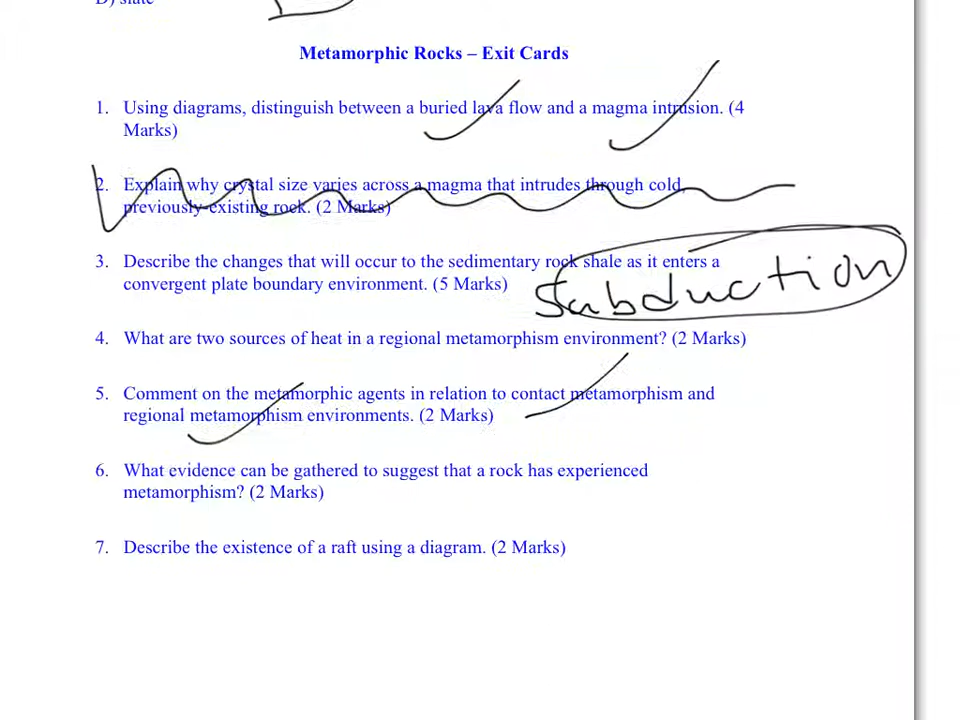 D) slate
Metamorphic Rocks – Exit Cards
1. Using diagrams, distinguish between a buried lava flow and a magma intrusion. (4
Marks)
2. Explain why crystal size varies across a magma that intrudes through cold,
previously-existing rock. (2 Marks)
3. Describe the changes that will occur to the sedimentary rock shale as it enters a
convergent plate boundary environment. (5 Marks)
Subduction
4. What are two sources of heat in a regional metamorphism environment? (2 Marks)
5. Comment on the metamorphic agents in relation to contact metamorphism and
regional metamorphism environments. (2 Marks)
6. What evidence can be gathered to suggest that a rock has experienced
metamorphism? (2 Marks)
7. Describe the existence of a raft using a diagram. (2 Marks)